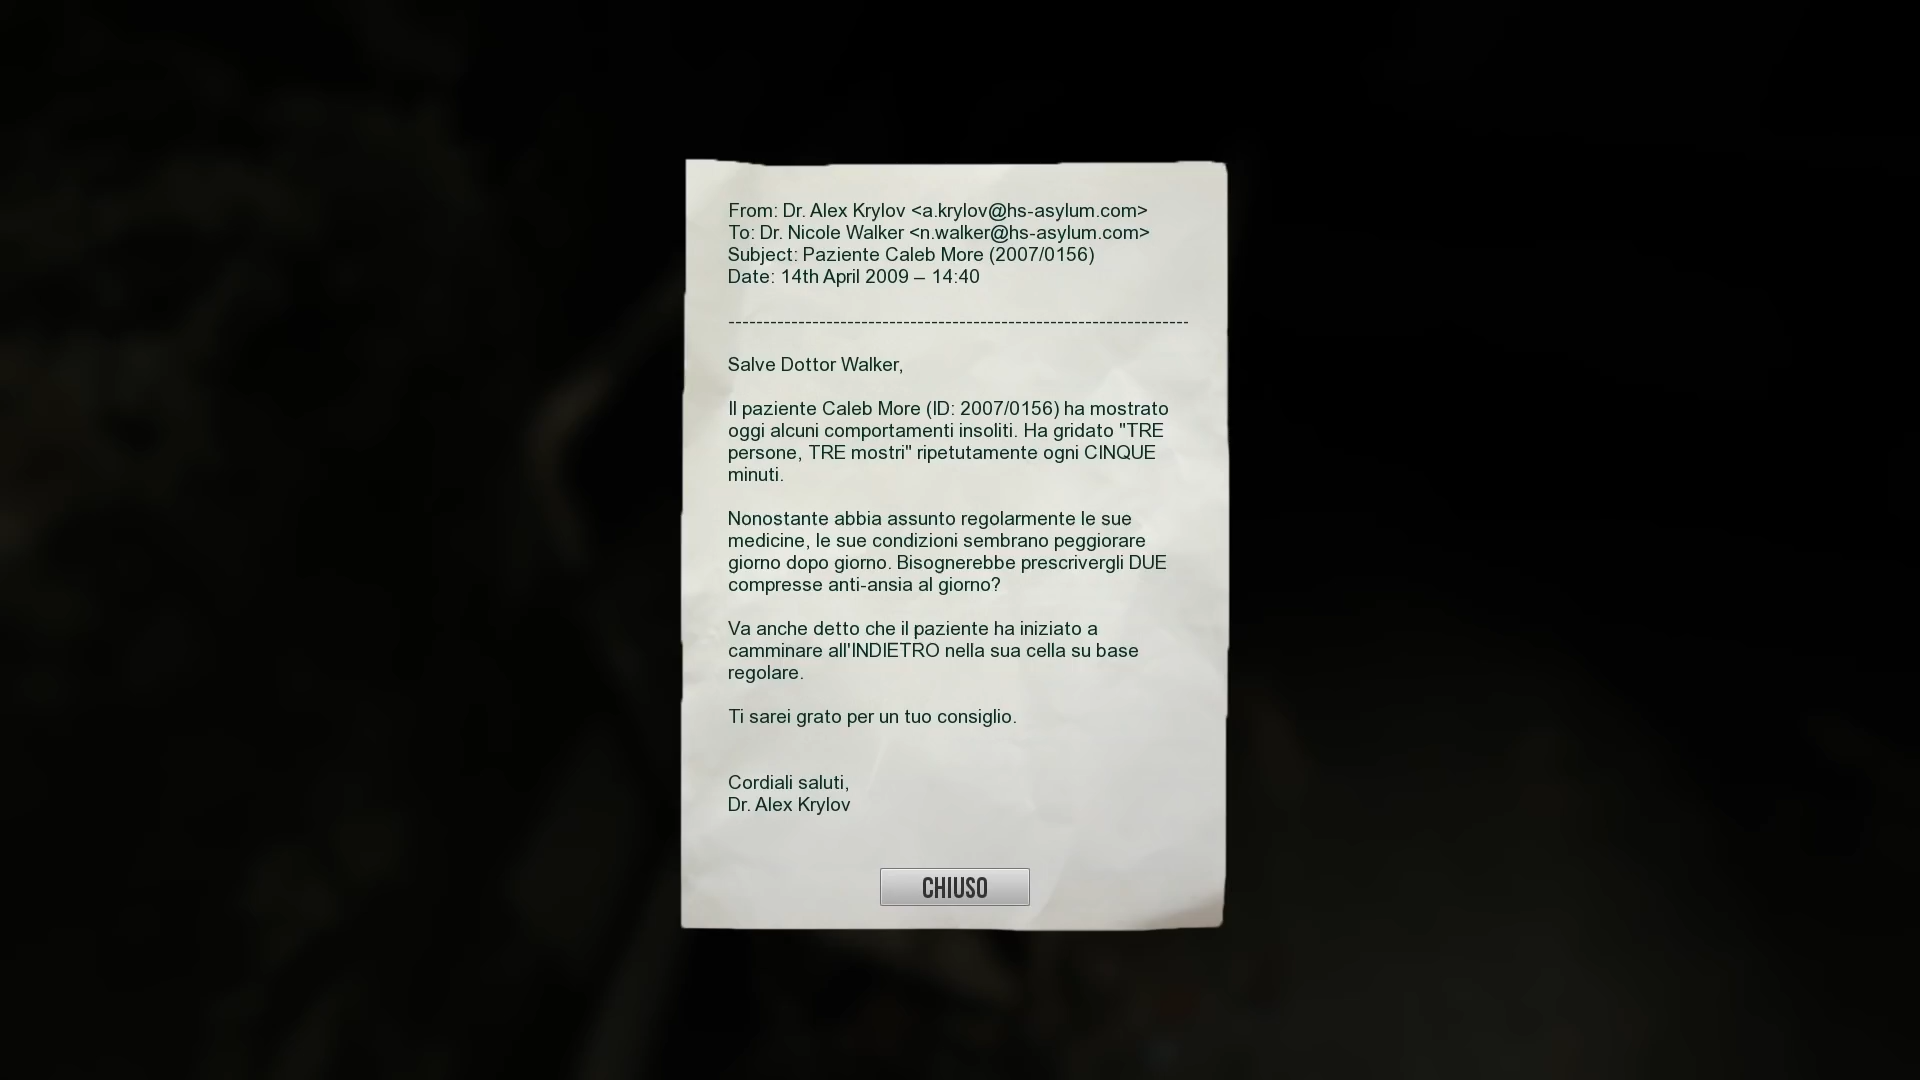 From: Dr. Alex Krylov <a.krylov@hs-asylum.com>
To: Dr. Nicole Walker <n.walker@hs-asylum.com>
Subject: Paziente Caleb More (2007/0156)
Date: 14th April 2009 – 14:40
------------------------------------------------------------------
Salve Dottor Walker,
Il paziente Caleb More (ID: 2007/0156) ha mostrato
oggi alcuni comportamenti insoliti. Ha gridato "TRE
persone, TRE mostri" ripetutamente ogni CINQUE
minuti.
Nonostante abbia assunto regolarmente le sue
medicine, le sue condizioni sembrano peggiorare
giorno dopo giorno. Bisognerebbe prescrivergli DUE
compresse anti-ansia al giorno?
Va anche detto che il paziente ha iniziato a
camminare all'INDIETRO nella sua cella su base
regolare.
Ti sarei grato per un tuo consiglio.
Cordiali saluti,
Dr. Alex Krylov
CHIUSO